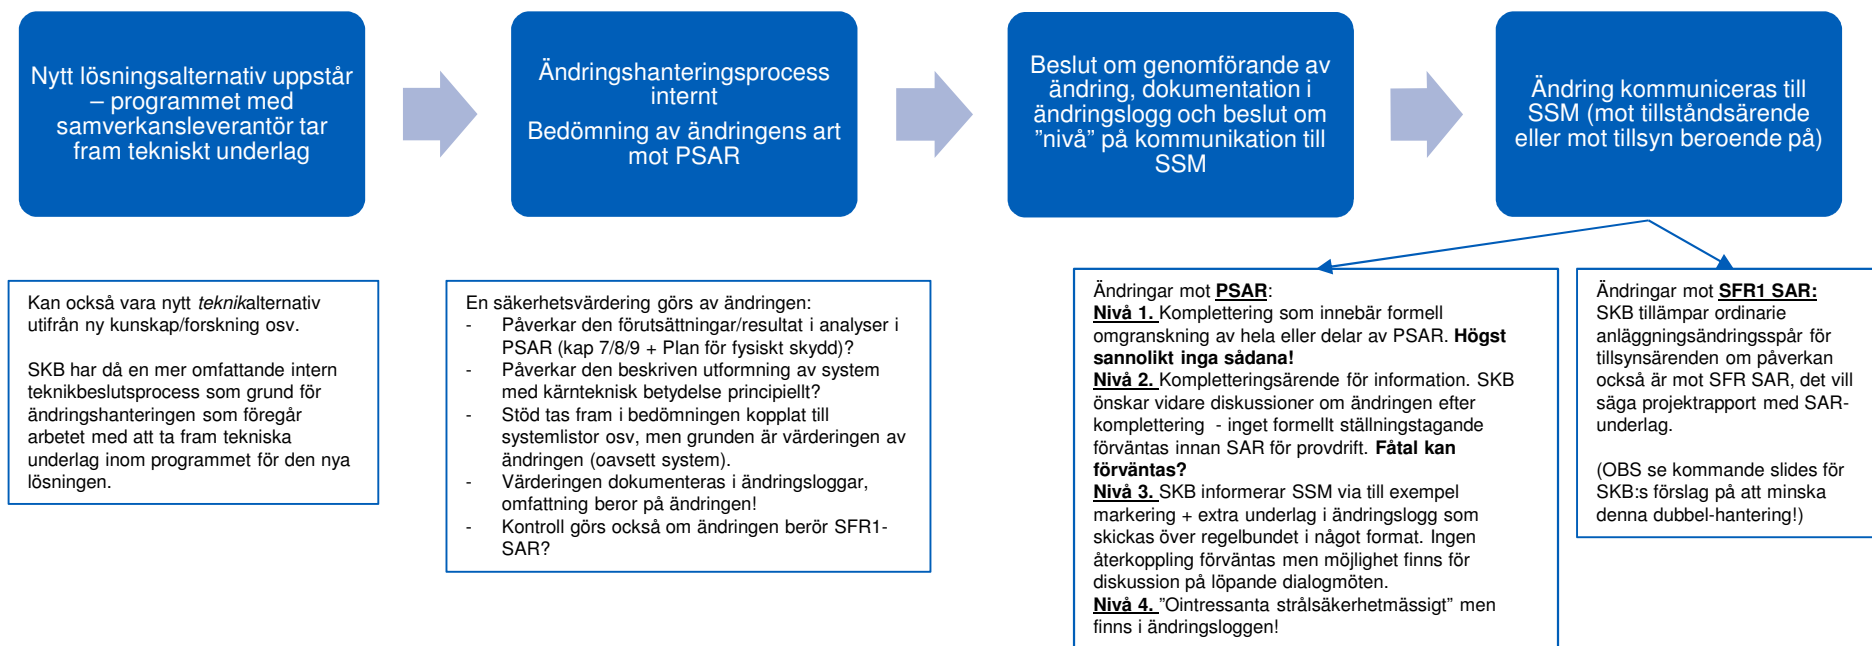 Nytt lösningsalternativ uppstår
– programmet med
samverkansleverantör tar
fram tekniskt underlag
Ändringshanteringsprocess
internt
Bedömning av ändringens art
mot PSAR
Beslut om genomförande av
ändring, dokumentation i
ändringslogg och beslut om
”nivå” på kommunikation till
SSM
Ändring kommuniceras till
SSM (mot tillståndsärende
eller mot tillsyn beroende på)
Kan också vara nytt teknikalternativ
utifrån ny kunskap/forskning osv.
SKB har då en mer omfattande intern
teknikbeslutsprocess som grund för
ändringshanteringen som föregår
arbetet med att ta fram tekniska
underlag inom programmet för den nya
lösningen.
En säkerhetsvärdering görs av ändringen:
- Påverkar den förutsättningar/resultat i analyser i
PSAR (kap 7/8/9 + Plan för fysiskt skydd)?
- Påverkar den beskriven utformning av system
med kärnteknisk betydelse principiellt?
- Stöd tas fram i bedömningen kopplat till
systemlistor osv, men grunden är värderingen av
ändringen (oavsett system).
- Värderingen dokumenteras i ändringsloggar,
omfattning beror på ändringen!
- Kontroll görs också om ändringen berör SFR1-
SAR?
Ändringar mot PSAR:
Nivå 1. Komplettering som innebär formell
omgranskning av hela eller delar av PSAR. Högst
sannolikt inga sådana!
Nivå 2. Kompletteringsärende för information. SKB
önskar vidare diskussioner om ändringen efter
komplettering - inget formellt ställningstagande
förväntas innan SAR för provdrift. Fåtal kan
förväntas?
Nivå 3. SKB informerar SSM via till exempel
markering + extra underlag i ändringslogg som
skickas över regelbundet i något format. Ingen
återkoppling förväntas men möjlighet finns för
diskussion på löpande dialogmöten.
Nivå 4. ”Ointressanta strålsäkerhetmässigt” men
finns i ändringsloggen!
Ändringar mot SFR1 SAR:
SKB tillämpar ordinarie
anläggningsändringsspår för
tillsynsärenden om påverkan
också är mot SFR SAR, det vill
säga projektrapport med SAR-
underlag.
(OBS se kommande slides för
SKB:s förslag på att minska
denna dubbel-hantering!)